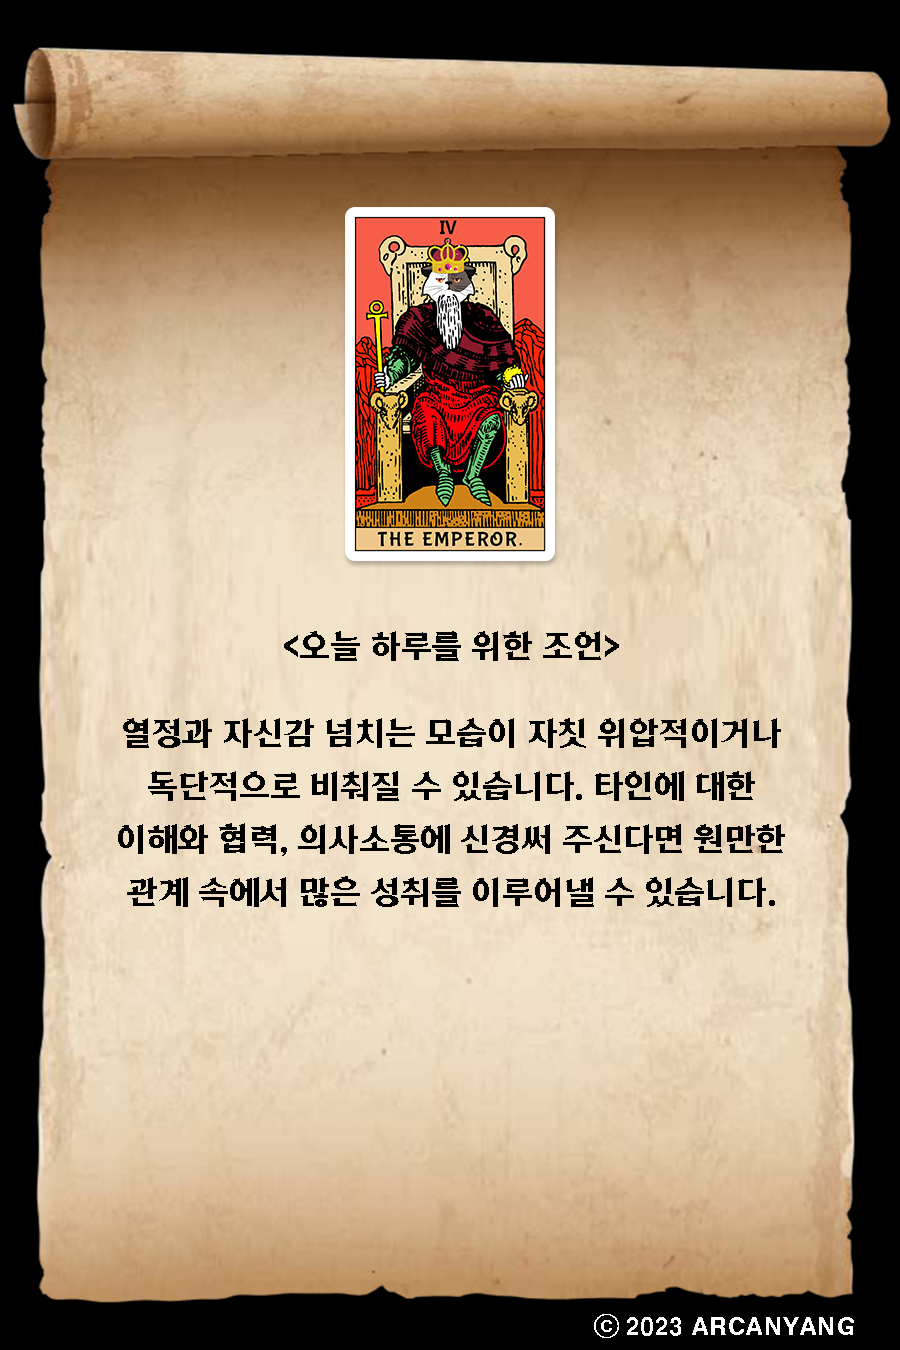 IV
THE EMPEROR.
<오늘 하루를 위한 조언>
열정과 자신감 넘치는 모습이 자칫 위압적이거나
독단적으로 비춰질 수 있습니다. 타인에 대한
이해와 협력, 의사소통에 신경써 주신다면 원만한
관계 속에서 많은 성취를 이루어낼 수 있습니다.
© 2023 ARCANYANG